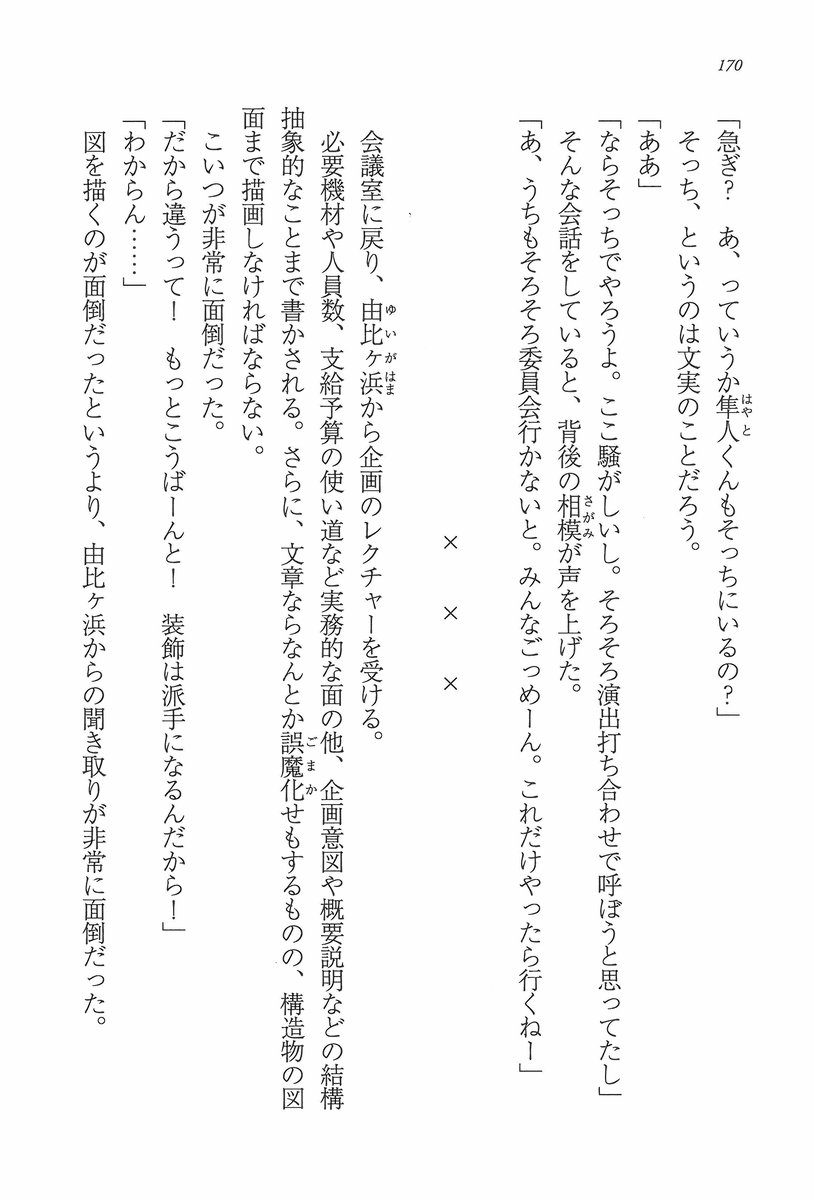 170
「急ぎ？　あ、っていうか隼人くんもそっちにいるの？」
そっち、というのは文実のことだろう。
「ああ」
「ならそっちでやろうよ。ここ騒がしいし。そろそろ演出打ち合わせで呼ぼうと思ってたし」
そんな会話をしていると、背後の相模が声を上げた。
「あ、うちもそろそろ委員会行かないと。みんなごっめーん。これだけやったら行くねー」
×　×　×
会議室に戻り、由比ヶ浜から企画のレクチャーを受ける。
必要機材や人員数、支給予算の使い道など実務的な面の他、企画意図や概要説明などの結構
抽象的なことまで書かされる。さらに、文章ならなんとか誤魔化せもするものの、構造物の図
面まで描画しなければならない。
こいつが非常に面倒だった。
「だから違うって！　もっとこうばーんと！　装飾は派手になるんだから！」
「わからん……」
図を描くのが面倒だったというより、由比ヶ浜からの聞き取りが非常に面倒だった。